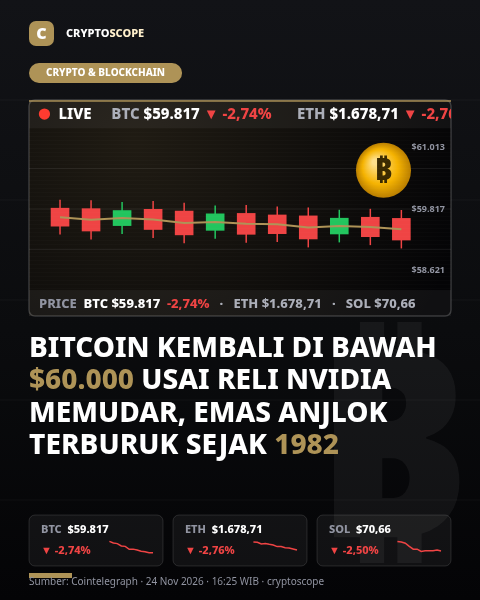 C CRYPTOSCOPE
CRYPTO & BLOCKCHAIN
LIVE BTC $59.817 ▼ -2,74% ETH $1.678,71 ▼ -2,76
$61.013
$59.817
$58.621
PRICE BTC $59.817 -2,74% · ETH $1.678,71 · SOL $70,66
BITCOIN KEMBALI DI BAWAH
$60.000 USAI RELI NVIDIA
MEMUDAR, EMAS ANJLOK
TERBURUK SEJAK 1982
BTC $59.817
▼ -2,74%
ETH $1.678,71
▼ -2,76%
SOL $70,66
▼ -2,50%
Sumber: Cointelegraph · 24 Nov 2026 · 16:25 WIB · cryptoscope